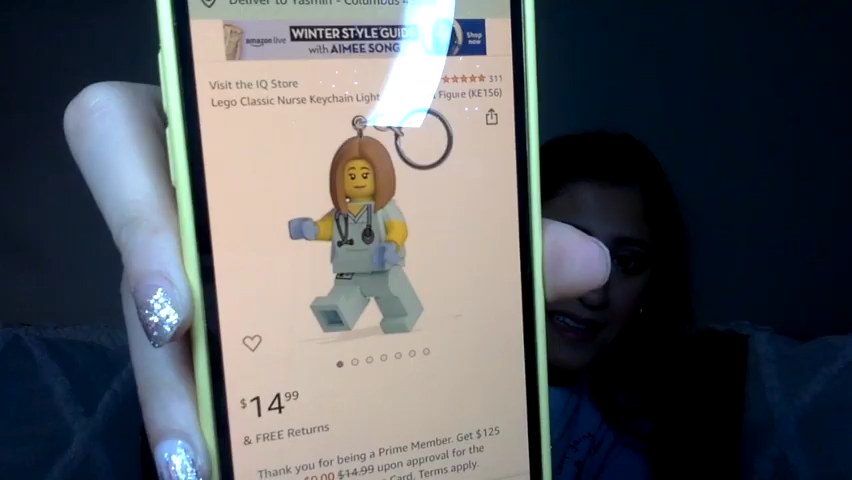 Deliver to Yasmin - Columbus
amazon live WINTER STYLE GUIDE Shop
with AIMEE SONG now
Visit the IQ Store 311
Lego Classic Nurse Keychain Light Figure (KE156)
$14 99
& FREE Returns
Thank you for being a Prime Member. Get $125
$0.00 $14.99 upon approval for the
Card. Terms apply.